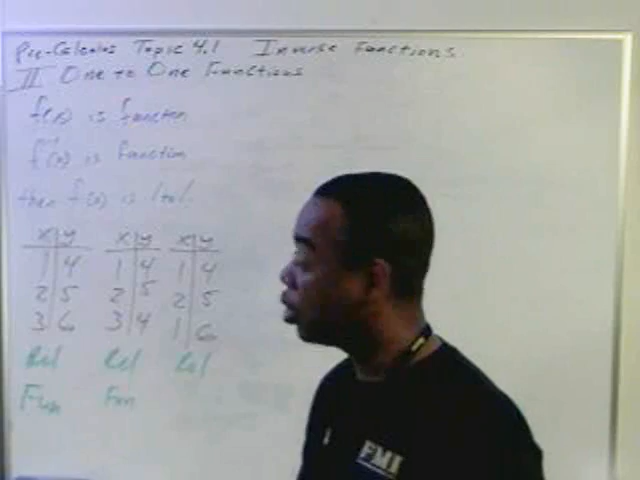 Pre-Calculus Topic 4.1 Inverse Functions
II One to One Functions
f(x) is function
f⁻¹(x) is function
then f(x) is 1 to 1.
x y x y x y
1 4 1 4 1 4
2 5 2 5 2 5
3 6 3 4 1 6
Rel Rel Rel
Fun Fun
FMI